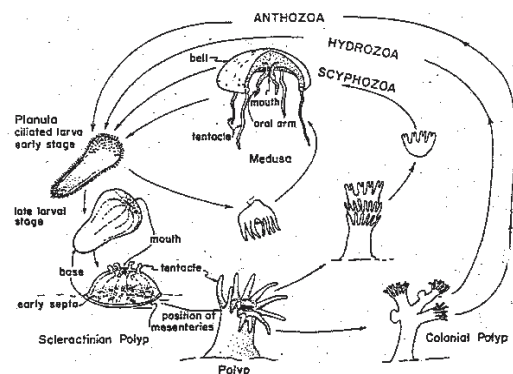 ANTHOZOA
HYDROZOA
SCYPHOZOA
bell
mouth
oral arm
tentacle
Medusa
Planula
ciliated larva
early stage
late larval
stage
mouth
base
tentacle
early septa
position of
mesenteries
Scleractinian Polyp
Polyp
Colonial Polyp